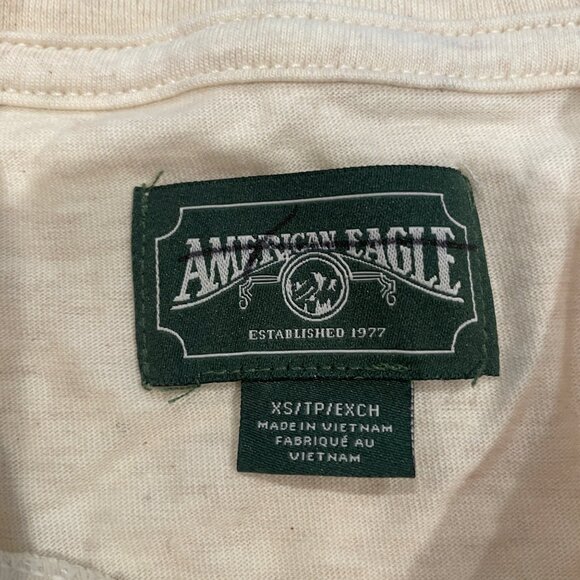 AMERICAN EAGLE
ESTABLISHED 1977
XS/TP/EXCH
MADE IN VIETNAM
FABRIQUÉ AU
VIETNAM